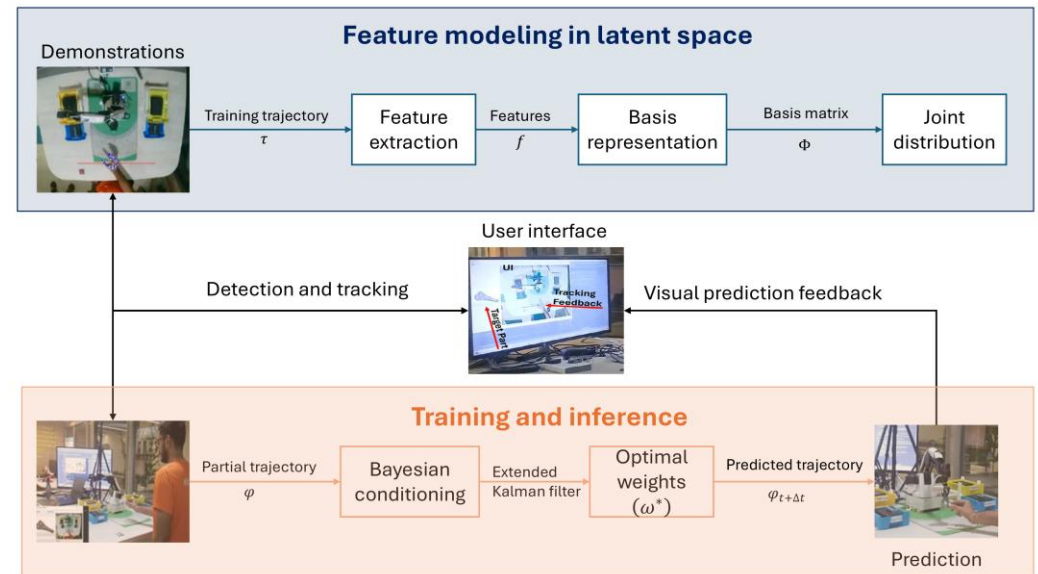 Feature modeling in latent space
Demonstrations
Training trajectory
τ
Feature
extraction
Features
f
Basis
representation
Basis matrix
Φ
Joint
distribution
User interface
UI
Tracking
Feedback
Target Part
Detection and tracking
Visual prediction feedback
Training and inference
Partial trajectory
φ
Bayesian
conditioning
Extended
Kalman filter
Optimal
weights
(ω*)
Predicted trajectory
φt+Δt
Prediction